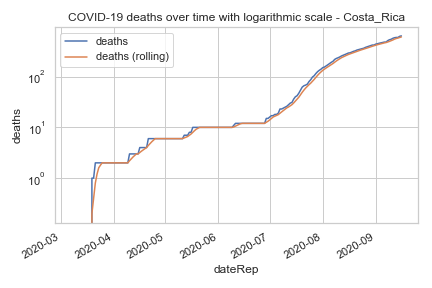 COVID-19 deaths over time with logarithmic scale - Costa_Rica
deaths
deaths (rolling)
deaths
10²
10¹
10⁰
2020-03
2020-04
2020-05
2020-06
2020-07
2020-08
2020-09
dateRep